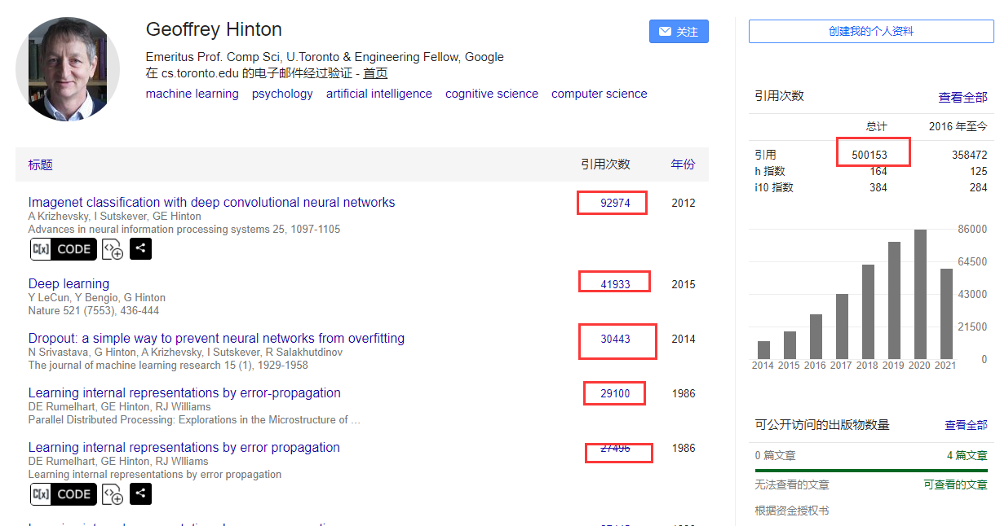 Geoffrey Hinton
关注
Emeritus Prof. Comp Sci, U.Toronto & Engineering Fellow, Google
在 cs.toronto.edu 的电子邮件经过验证 - 首页
machine learning psychology artificial intelligence cognitive science computer science
标题 引用次数 年份
Imagenet classification with deep convolutional neural networks 92974 2012
A Krizhevsky, I Sutskever, GE Hinton
Advances in neural information processing systems 25, 1097-1105
C[x] CODE
Deep learning 41933 2015
Y LeCun, Y Bengio, G Hinton
Nature 521 (7553), 436-444
Dropout: a simple way to prevent neural networks from overfitting 30443 2014
N Srivastava, G Hinton, A Krizhevsky, I Sutskever, R Salakhutdinov
The journal of machine learning research 15 (1), 1929-1958
Learning internal representations by error-propagation 29100 1986
DE Rumelhart, GE Hinton, RJ Williams
Parallel Distributed Processing: Explorations in the Microstructure of …
Learning internal representations by error propagation 27496 1986
DE Rumelhart, GE Hinton, RJ WIliams
Learning internal representations by error propagation
C[x] CODE
创建我的个人资料
引用次数 查看全部
总计 2016 年至今
引用 500153 358472
h 指数 164 125
i10 指数 384 284
86000
64500
43000
21500
0
2014 2015 2016 2017 2018 2019 2020 2021
可公开访问的出版物数量 查看全部
0 篇文章 4 篇文章
无法查看的文章 可查看的文章
根据资金授权书